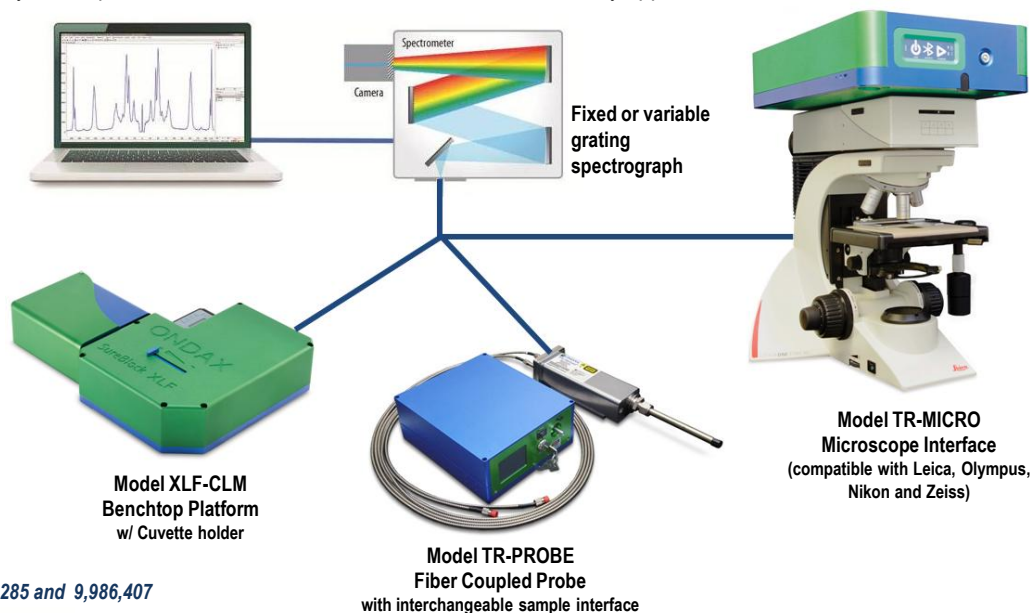 Spectrometer
Camera
Fixed or variable
grating
spectrograph
ONDAX
SureBlock XLF
Leica
Model XLF-CLM
Benchtop Platform
w/ Cuvette holder
Model TR-PROBE
Fiber Coupled Probe
with interchangeable sample interface
Model TR-MICRO
Microscope Interface
(compatible with Leica, Olympus,
Nikon and Zeiss)
285 and 9,986,407